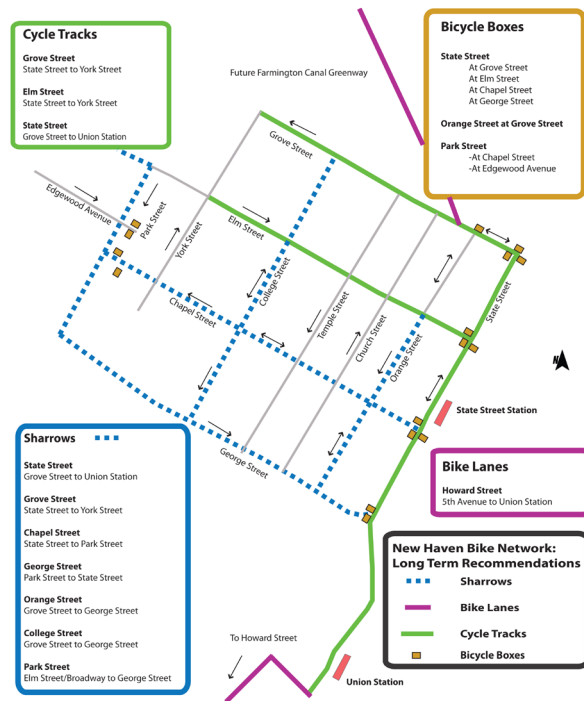 Cycle Tracks
Grove Street
State Street to York Street
Elm Street
State Street to York Street
State Street
Grove Street to Union Station
Future Farmington Canal Greenway
Bicycle Boxes
State Street
At Grove Street
At Elm Street
At Chapel Street
At George Street
Orange Street at Grove Street
Park Street
-At Chapel Street
-At Edgewood Avenue
Grove Street
Edgewood Avenue
Park Street
York Street
Elm Street
College Street
Chapel Street
Temple Street
Church Street
Orange Street
State Street
George Street
N
State Street Station
Sharrows
State Street
Grove Street to Union Station
Grove Street
State Street to York Street
Chapel Street
State Street to Park Street
George Street
Park Street to State Street
Orange Street
Grove Street to George Street
College Street
Grove Street to George Street
Park Street
Elm Street/Broadway to George Street
Bike Lanes
Howard Street
5th Avenue to Union Station
New Haven Bike Network:
Long Term Recommendations
Sharrows
Bike Lanes
Cycle Tracks
Bicycle Boxes
To Howard Street
Union Station